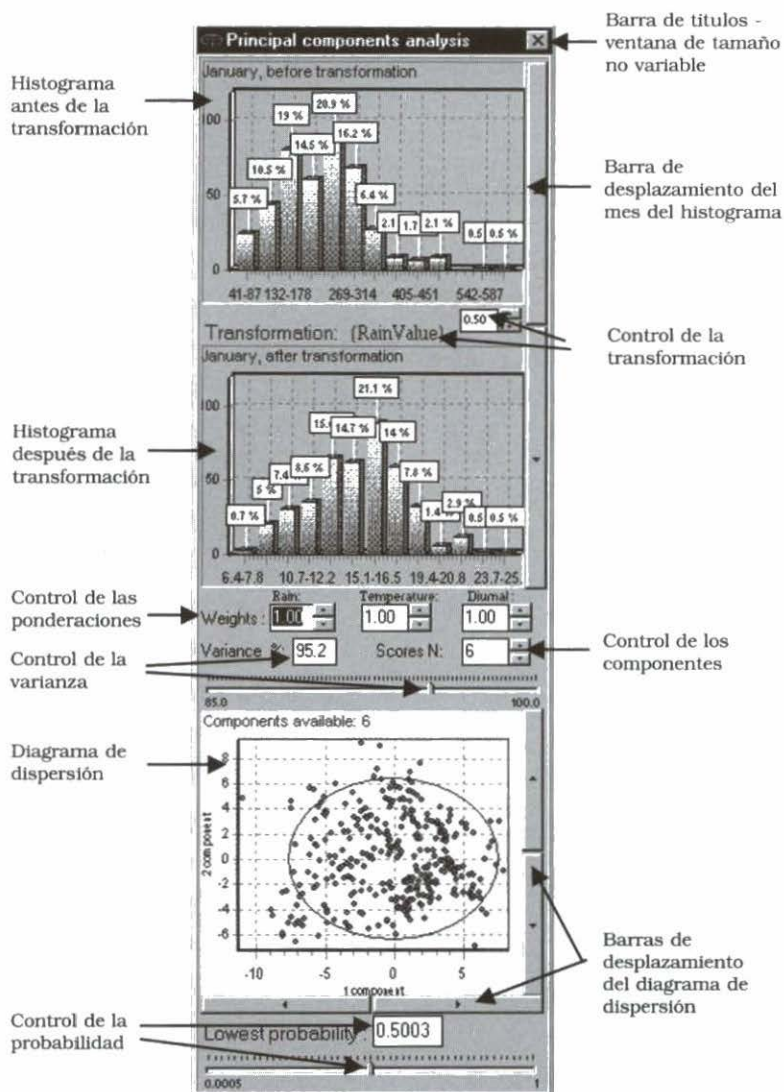 Barra de titulos -
ventana de tamaño
no variable
Principal components analysis
Histograma
antes de la
transformación
January, before transformation
100
50
0
5.7 %
10.5 %
19 %
14.5 %
20.9 %
16.2 %
6.4 %
2.1
1.7
2.1 %
0.5
0.5 %
41-87 132-178 269-314 405-451 542-587
Barra de
desplazamiento del
mes del histograma
0.50
Transformation: (RainValue)
Control de la
transformación
January, after transformation
Histograma
después de la
transformación
100
50
0
0.7 %
5 %
7.4
8.6 %
14.7 %
21.1 %
14 %
7.8 %
1.4
2.9 %
0.5
0.5 %
6.4-7.8 10.7-12.2 15.1-16.5 19.4-20.8 23.7-25.
Control de las
ponderaciones
Rain: Temperature: Diurnal:
Weights: 1.00 1.00 1.00
Variance %: 95.2 Scores N: 6
Control de la
varianza
Control de los
componentes
85.0 100.0
Components available: 6
Diagrama de
dispersión
8
6
4
2
0
-2
-4
-6
2 component
-10 -5 0 5
1 component
Barras de
desplazamiento
del diagrama de
dispersión
Control de la
probabilidad
Lowest probability: 0.5003
0.0005 1